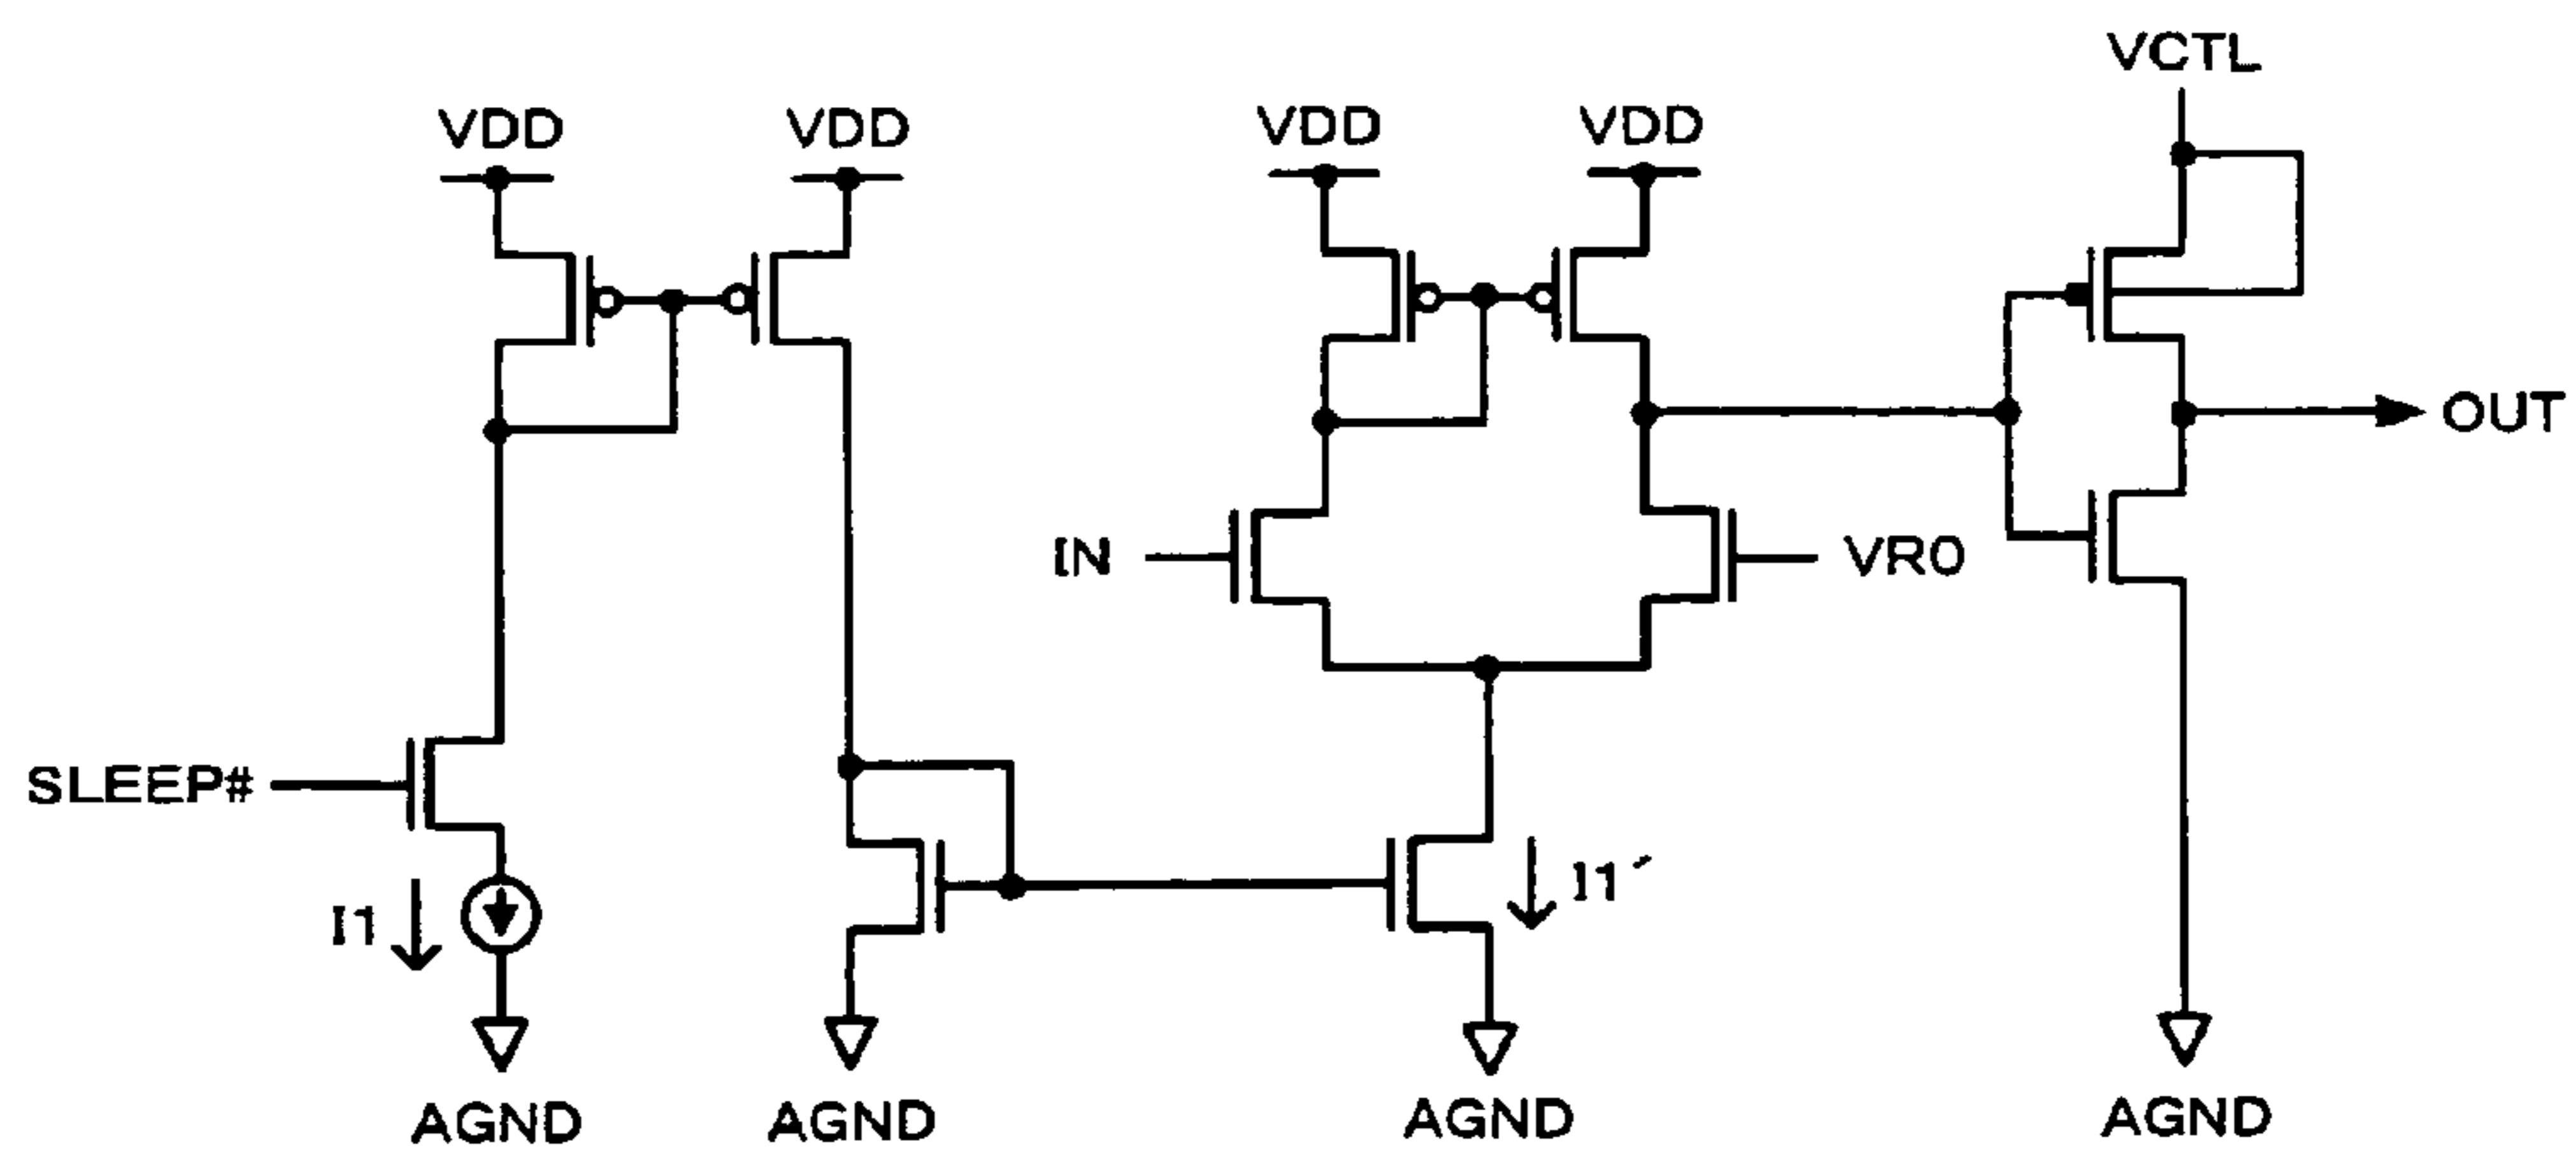 VCTL
VDD
VDD
VDD
VDD
OUT
IN
VR0
SLEEP#
I1
I1´
AGND
AGND
AGND
AGND